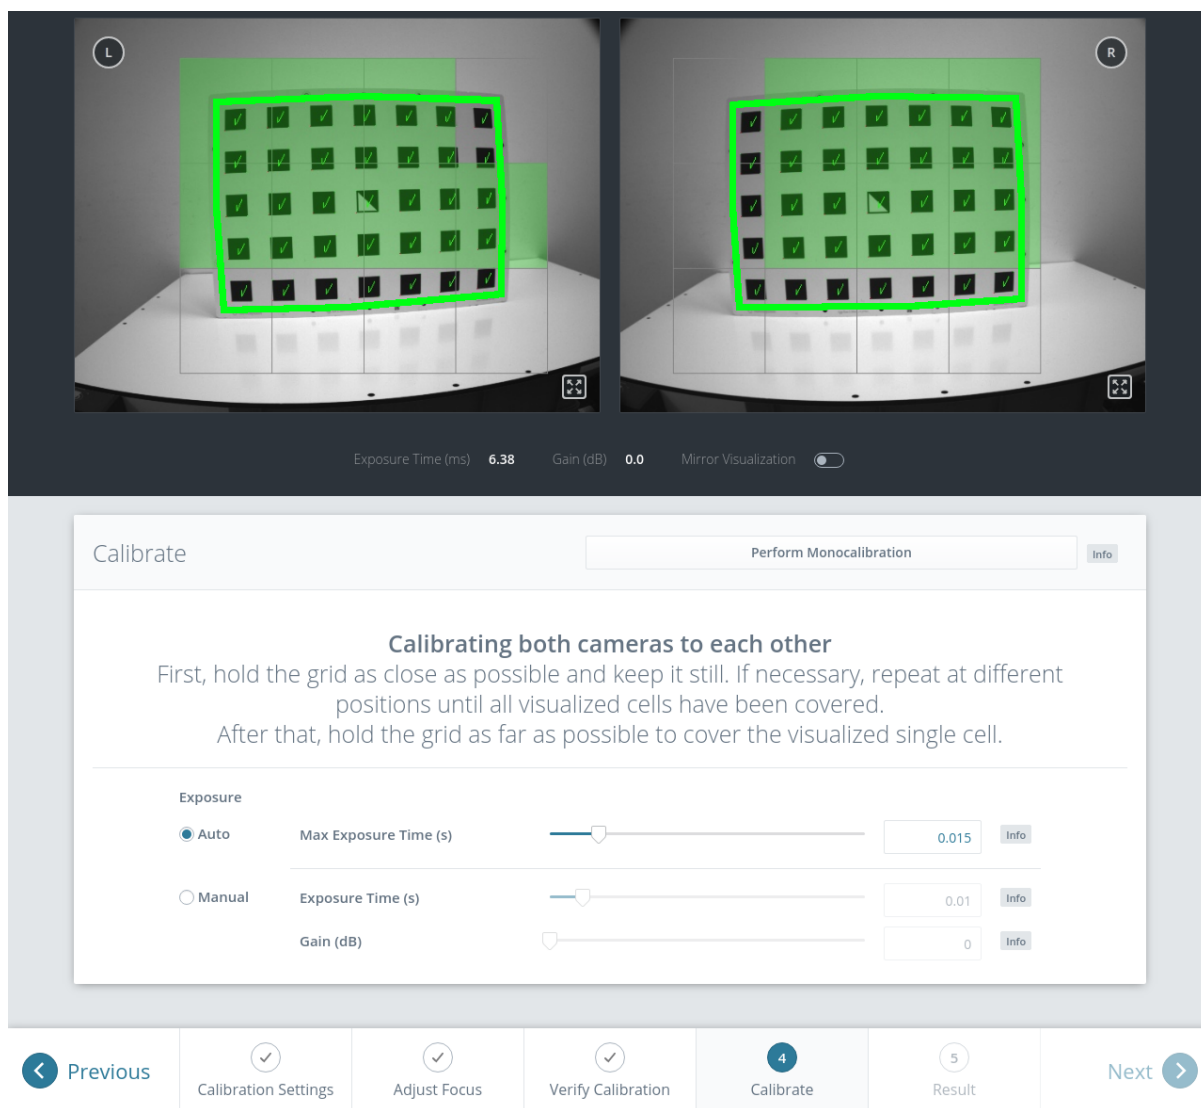 L
R
Exposure Time (ms) 6.38 Gain (dB) 0.0 Mirror Visualization
Calibrate Perform Monocalibration Info
Calibrating both cameras to each other
First, hold the grid as close as possible and keep it still. If necessary, repeat at different
positions until all visualized cells have been covered.
After that, hold the grid as far as possible to cover the visualized single cell.
Exposure
Auto Max Exposure Time (s) 0.015 Info
Manual Exposure Time (s) 0.01 Info
Gain (dB) 0 Info
Previous
Calibration Settings
Adjust Focus
Verify Calibration
4
Calibrate
5
Result
Next